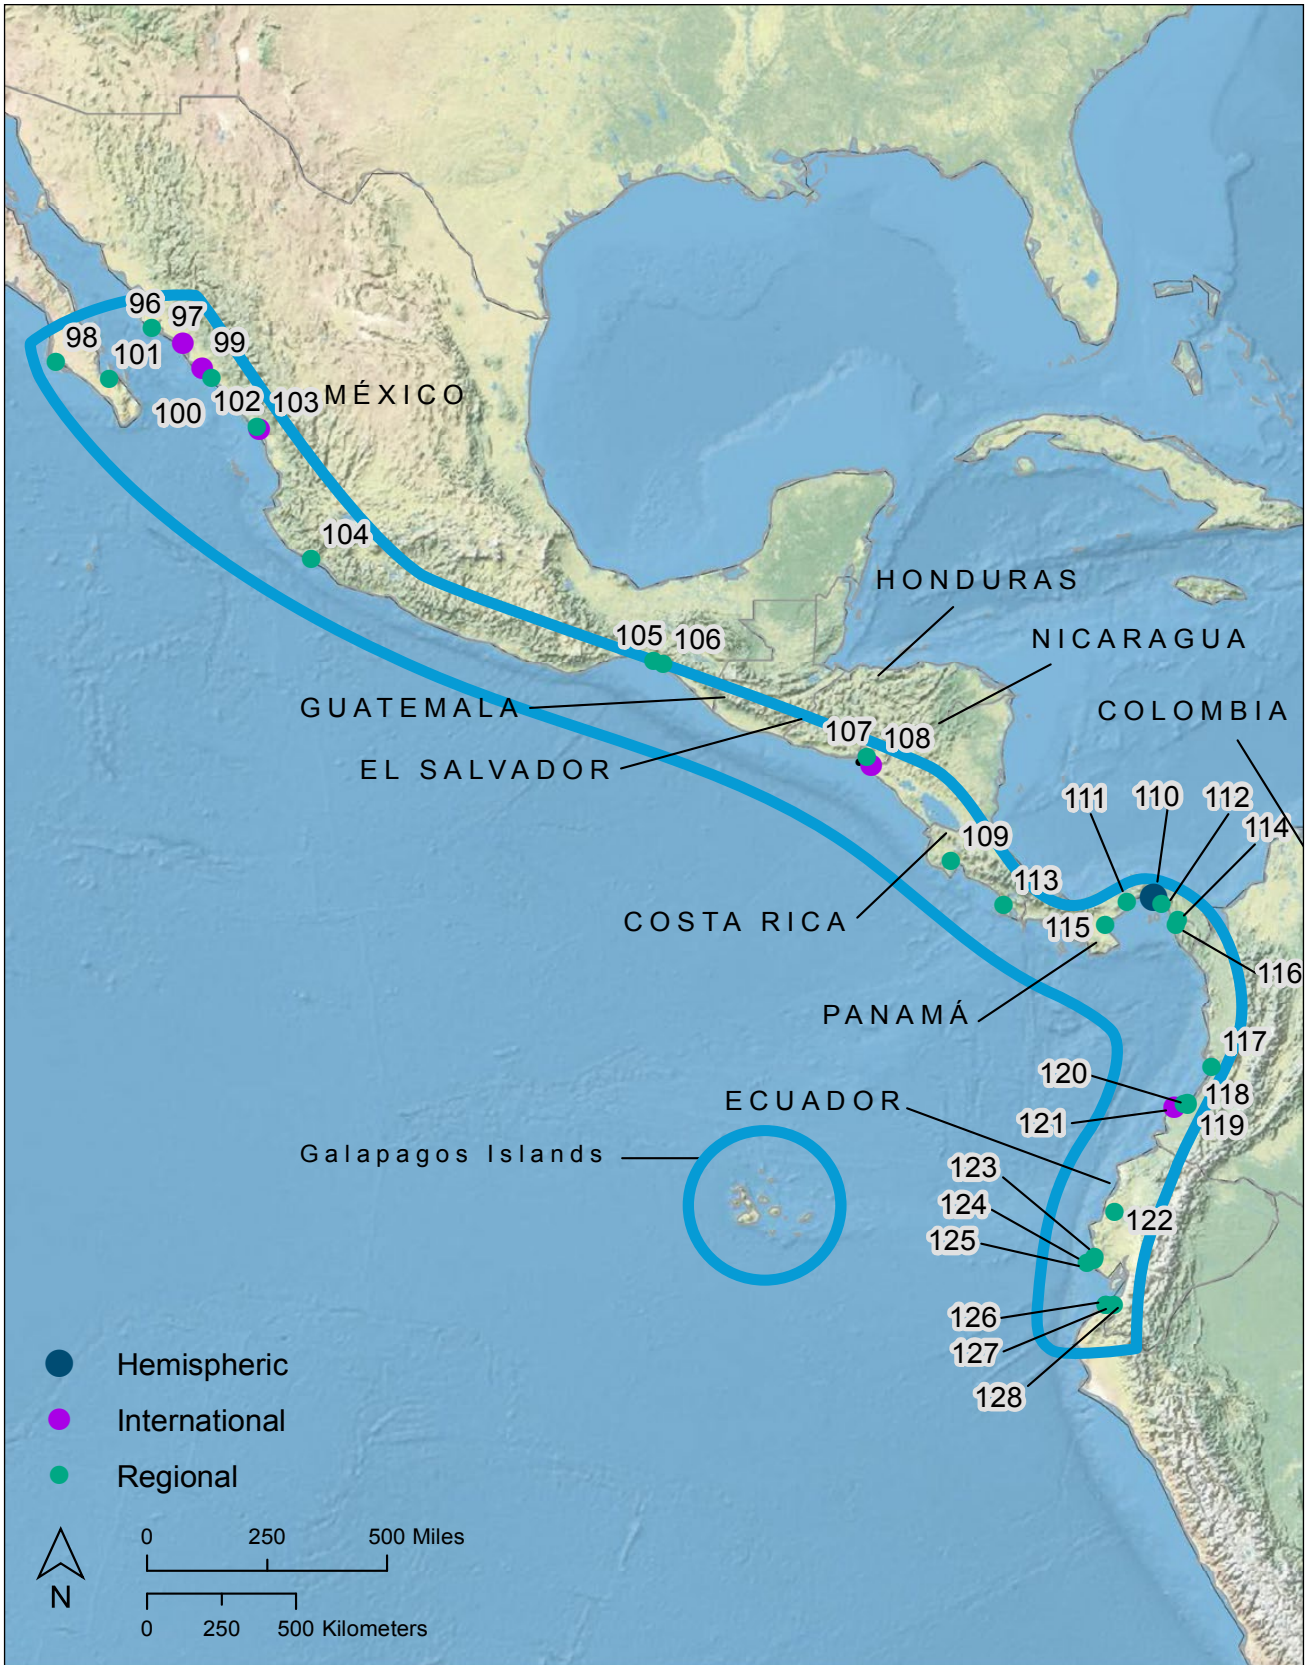 96
97
98
99
101
100
102
103
MÉXICO
104
HONDURAS
105
106
NICARAGUA
GUATEMALA
COLOMBIA
107
108
EL SALVADOR
111
110
112
114
109
113
COSTA RICA
115
116
PANAMÁ
117
120
118
ECUADOR
121
119
Galapagos Islands
123
124
122
125
126
127
128
Hemispheric
International
Regional
0 250 500 Miles
N
0 250 500 Kilometers